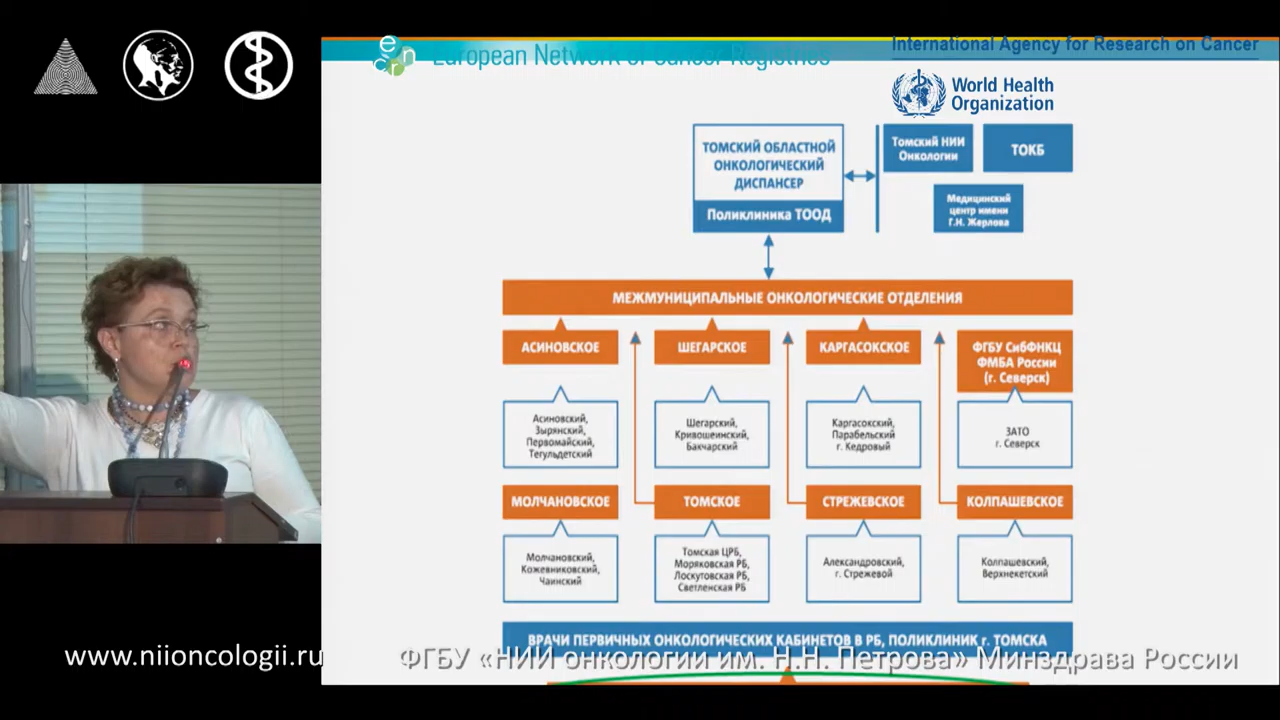 European Network of Cancer Registries
International Agency for Research on Cancer
World Health
Organization
ТОМСКИЙ ОБЛАСТНОЙ
ОНКОЛОГИЧЕСКИЙ
ДИСПАНСЕР
Поликлиника ТООД
Томский НИИ
Онкологии
ТОКБ
Медицинский
центр имени
Г.Н. Жерлова
МЕЖМУНИЦИПАЛЬНЫЕ ОНКОЛОГИЧЕСКИЕ ОТДЕЛЕНИЯ
АСИНОВСКОЕ
ШЕГАРСКОЕ
КАРГАСОКСКОЕ
ФГБУ СибФНКЦ
ФМБА России
(г. Северск)
Асиновский,
Зырянский,
Первомайский,
Тегульдетский
Шегарский,
Кривошеинский,
Бакчарский
Каргасокский,
Парабельский
г. Кедровый
ЗАТО
г. Северск
МОЛЧАНОВСКОЕ
ТОМСКОЕ
СТРЕЖЕВСКОЕ
КОЛПАШЕВСКОЕ
Молчановский,
Кожевниковский,
Чаинский
Томская ЦРБ,
Моряковская РБ,
Лоскутовская РБ,
Светленская РБ
Александровский,
г. Стрежевой
Колпашевский,
Верхнекетский
ВРАЧИ ПЕРВИЧНЫХ ОНКОЛОГИЧЕСКИХ КАБИНЕТОВ В РБ, ПОЛИКЛИНИК г. ТОМСКА
www.niioncologii.ru
ФГБУ «НИИ онкологии им. Н.Н. Петрова» Минздрава России